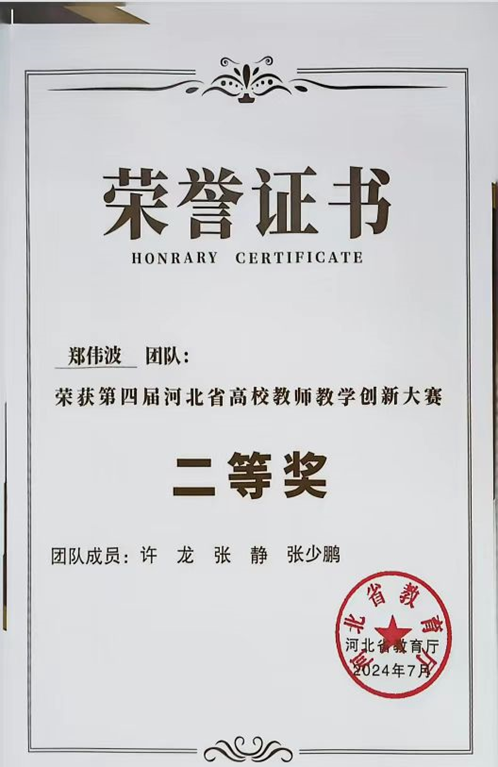 荣誉证书
HONRARY CERTIFICATE
郑伟波 团队：
荣获第四届河北省高校教师教学创新大赛
二等奖
团队成员：许 龙 张 静 张少鹏
河北省教育厅
河北省教育厅
2024年7月